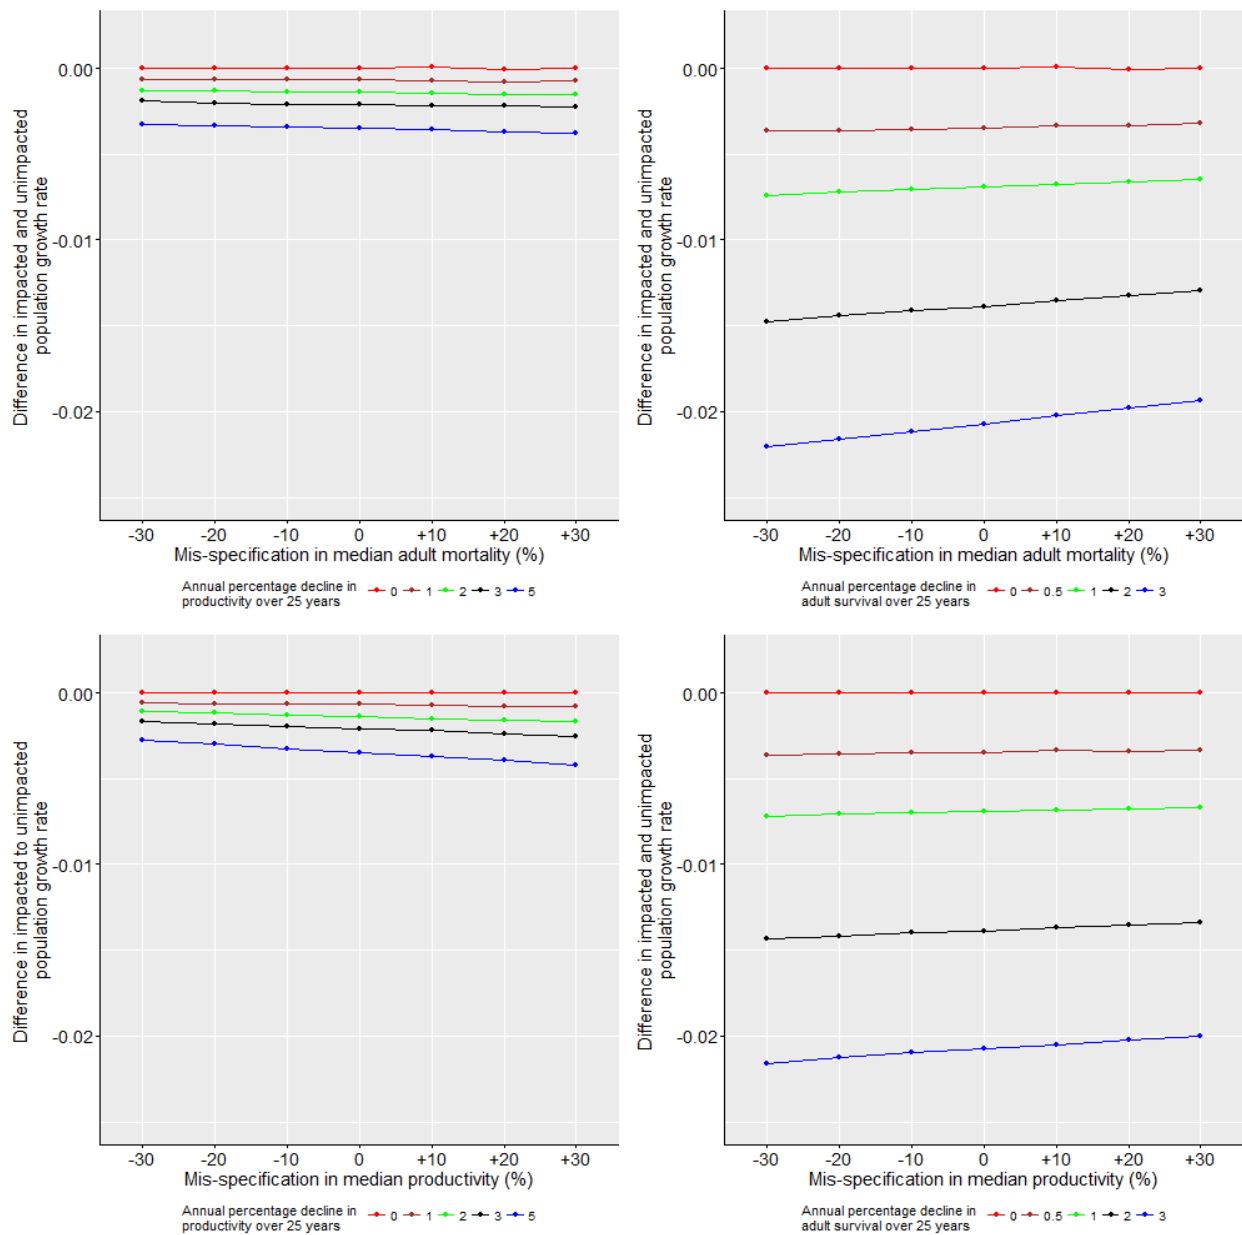 Difference in impacted and unimpacted
population growth rate
0.00
-0.01
-0.02
-30 -20 -10 0 +10 +20 +30
Mis-specification in median adult mortality (%)
Annual percentage decline in
productivity over 25 years 0 1 2 3 5
Difference in impacted and unimpacted
population growth rate
0.00
-0.01
-0.02
-30 -20 -10 0 +10 +20 +30
Mis-specification in median adult mortality (%)
Annual percentage decline in
adult survival over 25 years 0 0.5 1 2 3
Difference in impacted to unimpacted
population growth rate
0.00
-0.01
-0.02
-30 -20 -10 0 +10 +20 +30
Mis-specification in median productivity (%)
Annual percentage decline in
productivity over 25 years 0 1 2 3 5
Difference in impacted and unimpacted
population growth rate
0.00
-0.01
-0.02
-30 -20 -10 0 +10 +20 +30
Mis-specification in median productivity (%)
Annual percentage decline in
adult survival over 25 years 0 0.5 1 2 3